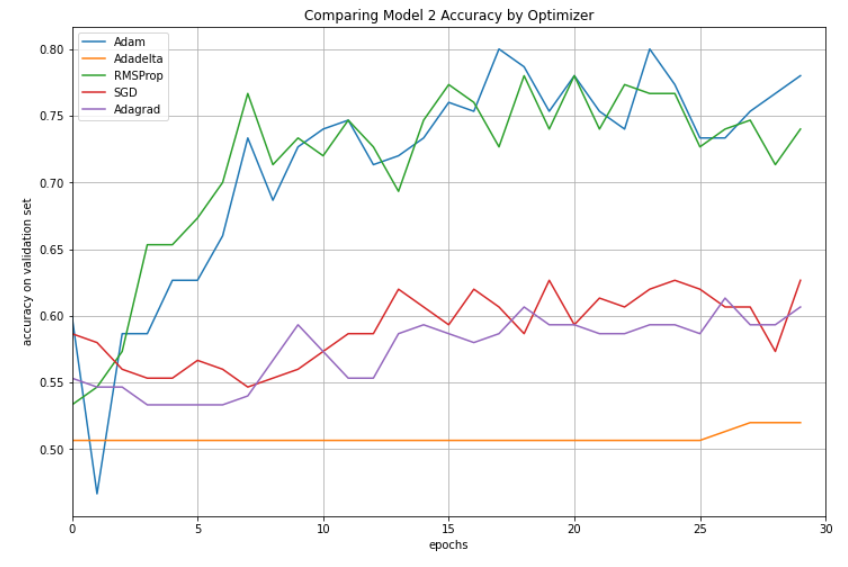 Comparing Model 2 Accuracy by Optimizer
Adam
Adadelta
RMSProp
SGD
Adagrad
accuracy on validation set
0.80
0.75
0.70
0.65
0.60
0.55
0.50
0
5
10
15
20
25
30
epochs